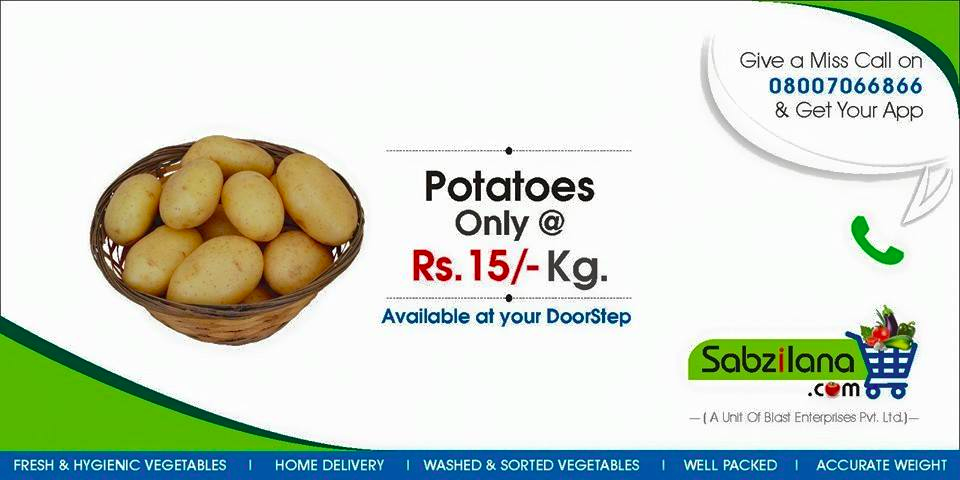 Give a Miss Call on
08007066866
& Get Your App
Potatoes
Only @
Rs.15/- Kg.
Available at your DoorStep
Sabzilana
.com
( A Unit Of Blast Enterprises Pvt. Ltd.)
FRESH & HYGIENIC VEGETABLES | HOME DELIVERY | WASHED & SORTED VEGETABLES | WELL PACKED | ACCURATE WEIGHT